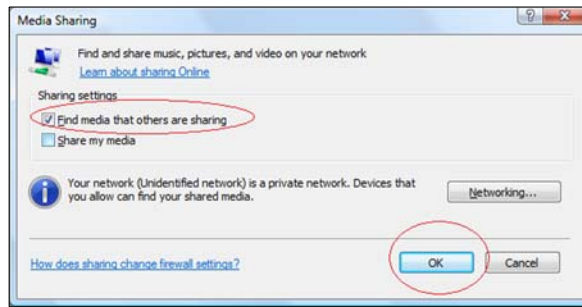 Media Sharing
Find and share music, pictures, and video on your network
Learn about sharing Online
Sharing settings
Find media that others are sharing
Share my media
Your network (Unidentified network) is a private network. Devices that
you allow can find your shared media.
Networking...
How does sharing change firewall settings?
OK
Cancel